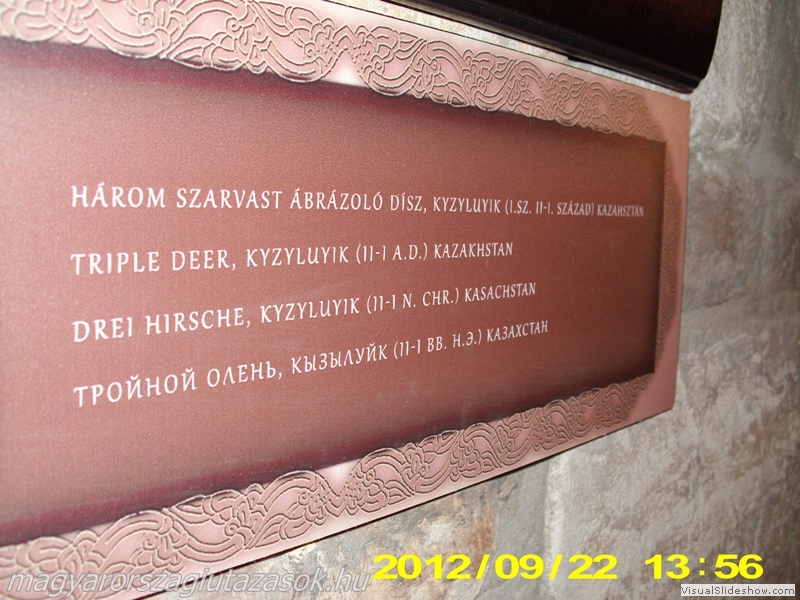 HÁROM SZARVAST ÁBRÁZOLÓ DÍSZ, KYZYLUYIK (I.SZ. II-I. SZÁZAD) KAZAHSZTÁN
TRIPLE DEER, KYZYLUYIK (II-I A.D.) KAZAKHSTAN
DREI HIRSCHE, KYZYLUYIK (II-I N. CHR.) KASACHSTAN
ТРОЙНОЙ ОЛЕНЬ, КЫЗЫЛУЙК (II-I ВВ. Н.Э.) КАЗАХСТАН
magyarorszagiutazasok.hu
2012/09/22 13:56
VisualSlideshow.com